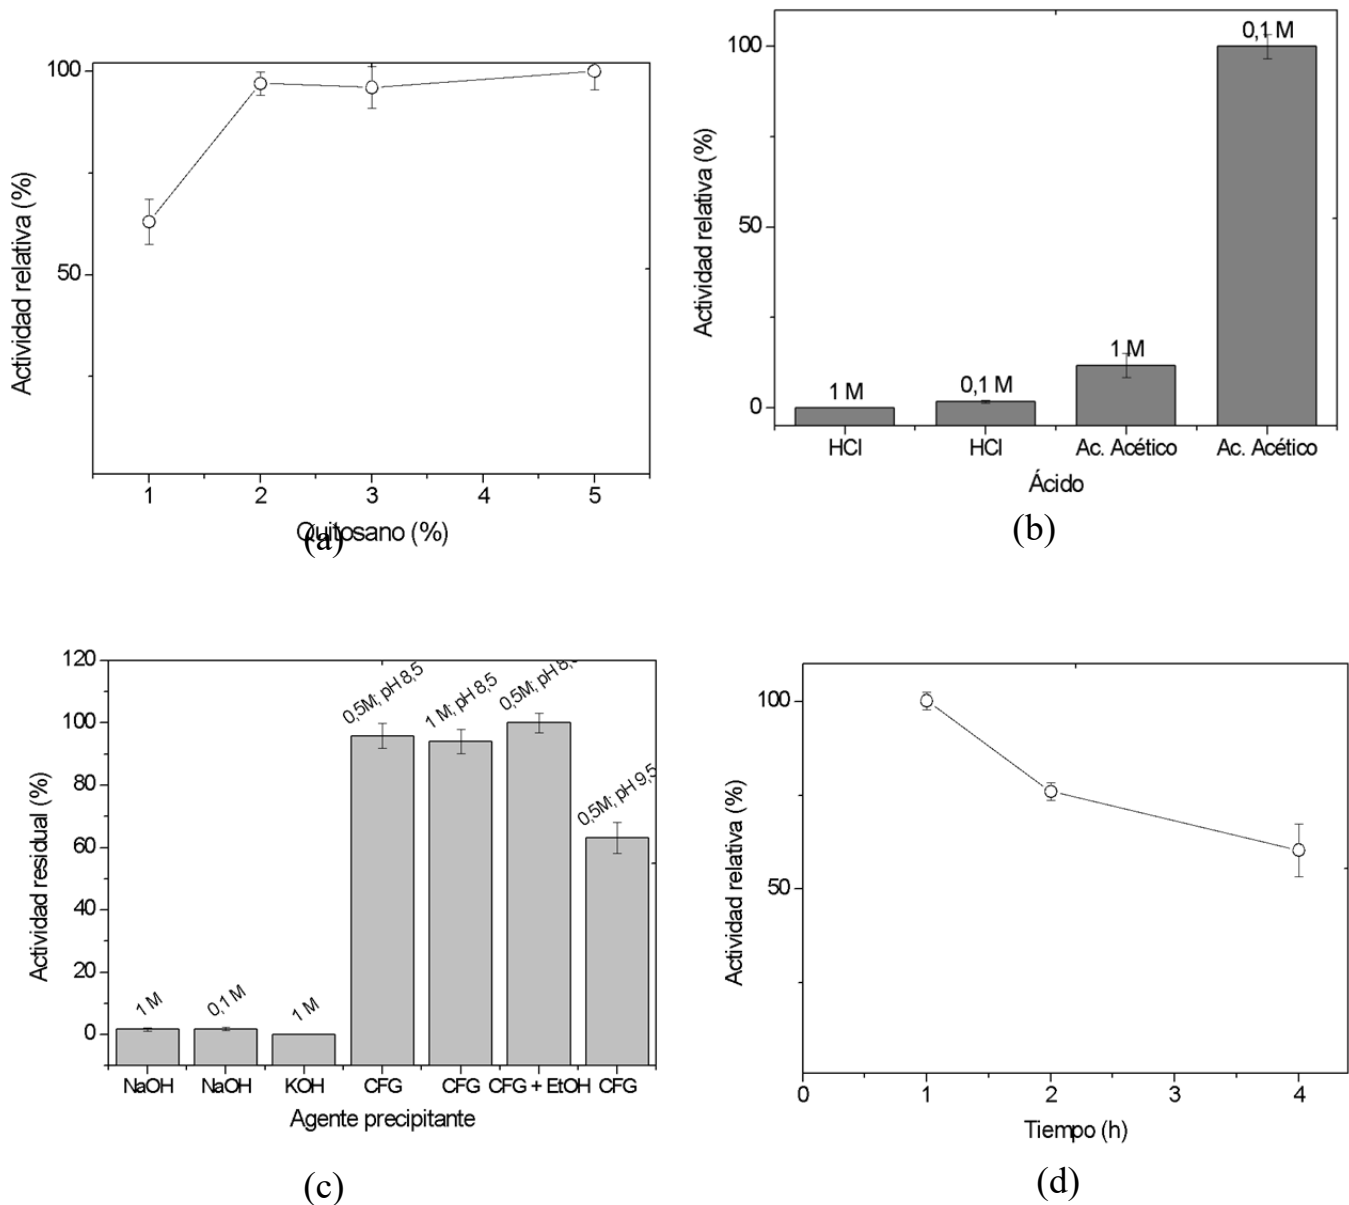 100
50
Actividad relativa (%)
1 2 3 4 5
Quitosano (%)
(a)
100
50
0
Actividad relativa (%)
1 M
0,1 M
1 M
0,1 M
HCl HCl Ac. Acético Ac. Acético
Ácido
(b)
120
100
80
60
40
20
0
Actividad residual (%)
1 M
0,1 M
1 M
0,5M; pH 8,5
1 M; pH 8,5
0,5M; pH 8,
0,5M; pH 9,5
NaOH NaOH KOH CFG CFG CFG + EtOH CFG
Agente precipitante
(c)
100
50
Actividad relativa (%)
0 1 2 3 4
Tiempo (h)
(d)